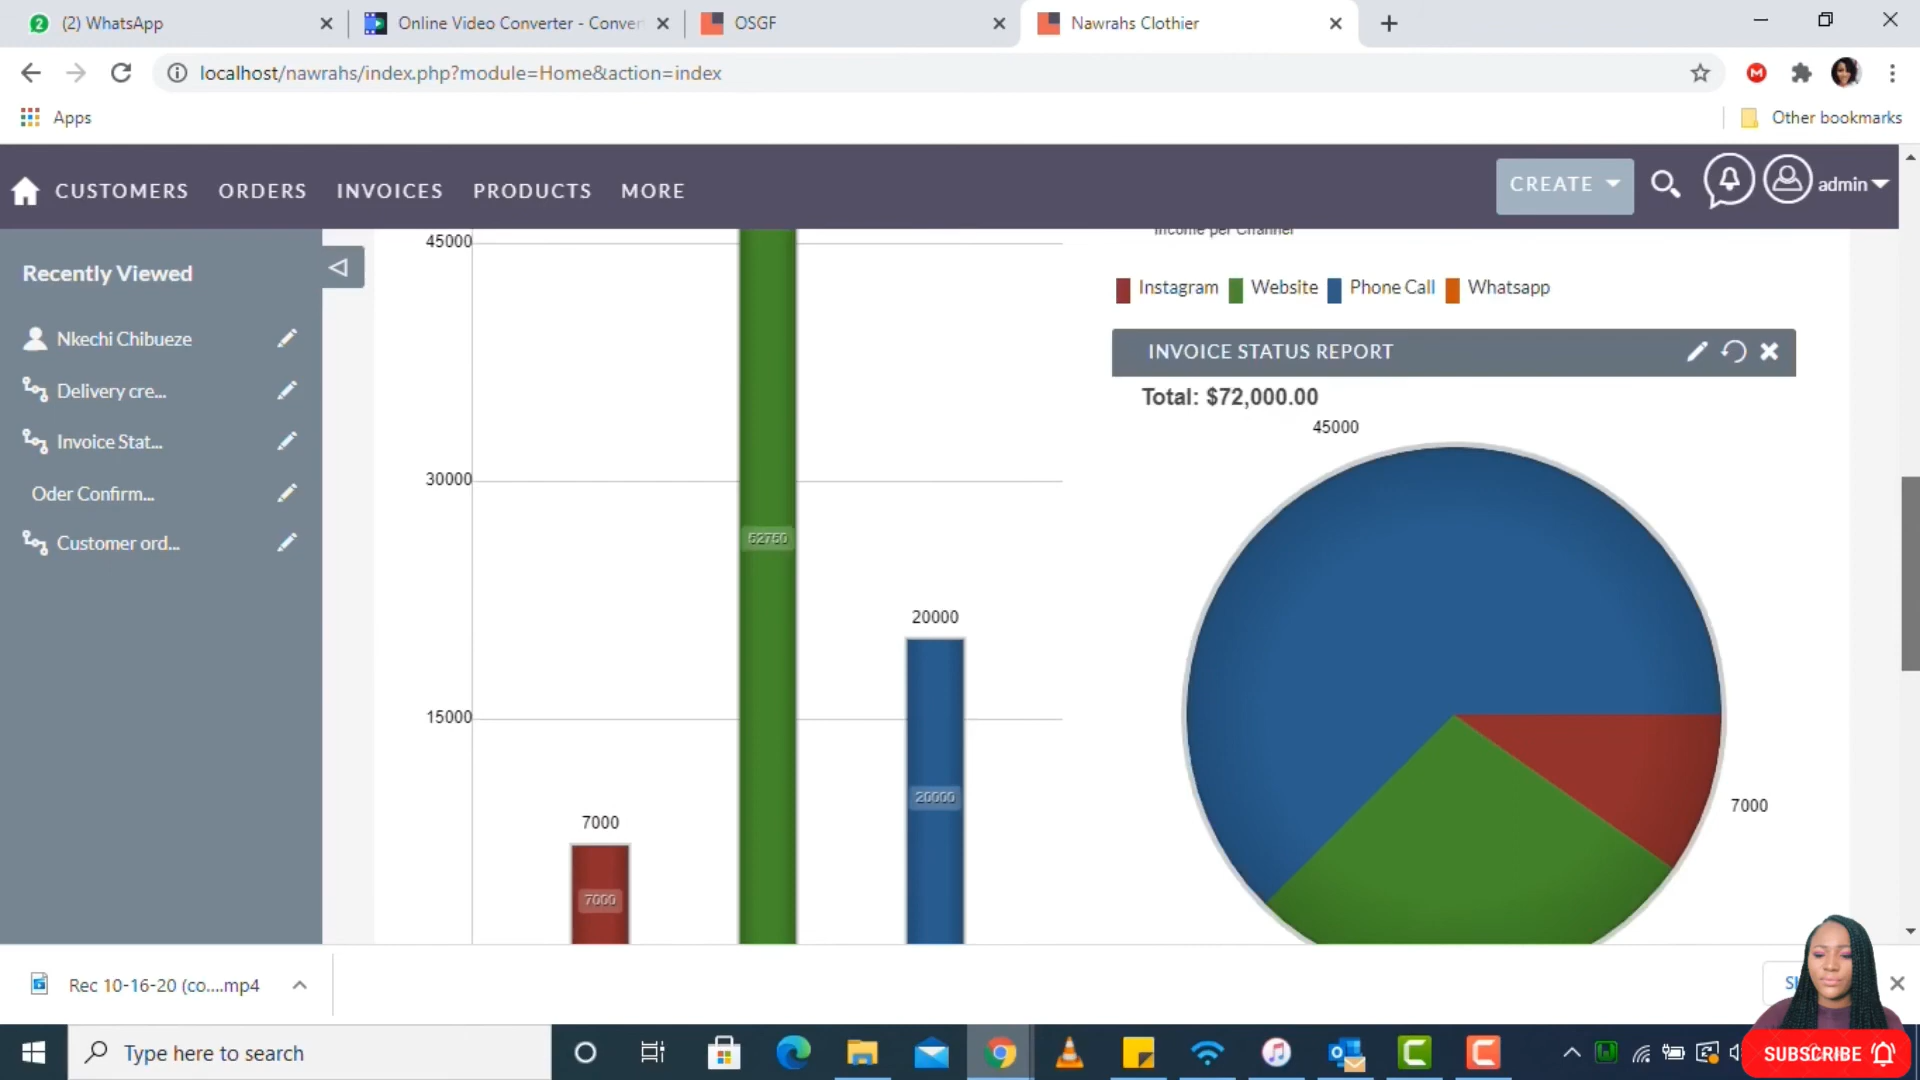 (2) WhatsApp
Online Video Converter - Conver
OSGF
Nawrahs Clothier
localhost/nawrahs/index.php?module=Home&action=index
Apps
Other bookmarks
CUSTOMERS
ORDERS
INVOICES
PRODUCTS
MORE
CREATE
admin
Recently Viewed
Nkechi Chibueze
Delivery cre...
Invoice Stat...
Oder Confirm...
Customer ord...
45000
30000
15000
7000
7000
52750
20000
20000
Income per Channel
Instagram Website Phone Call Whatsapp
INVOICE STATUS REPORT
Total: $72,000.00
45000
7000
Rec 10-16-20 (co....mp4
Type here to search
SUBSCRIBE